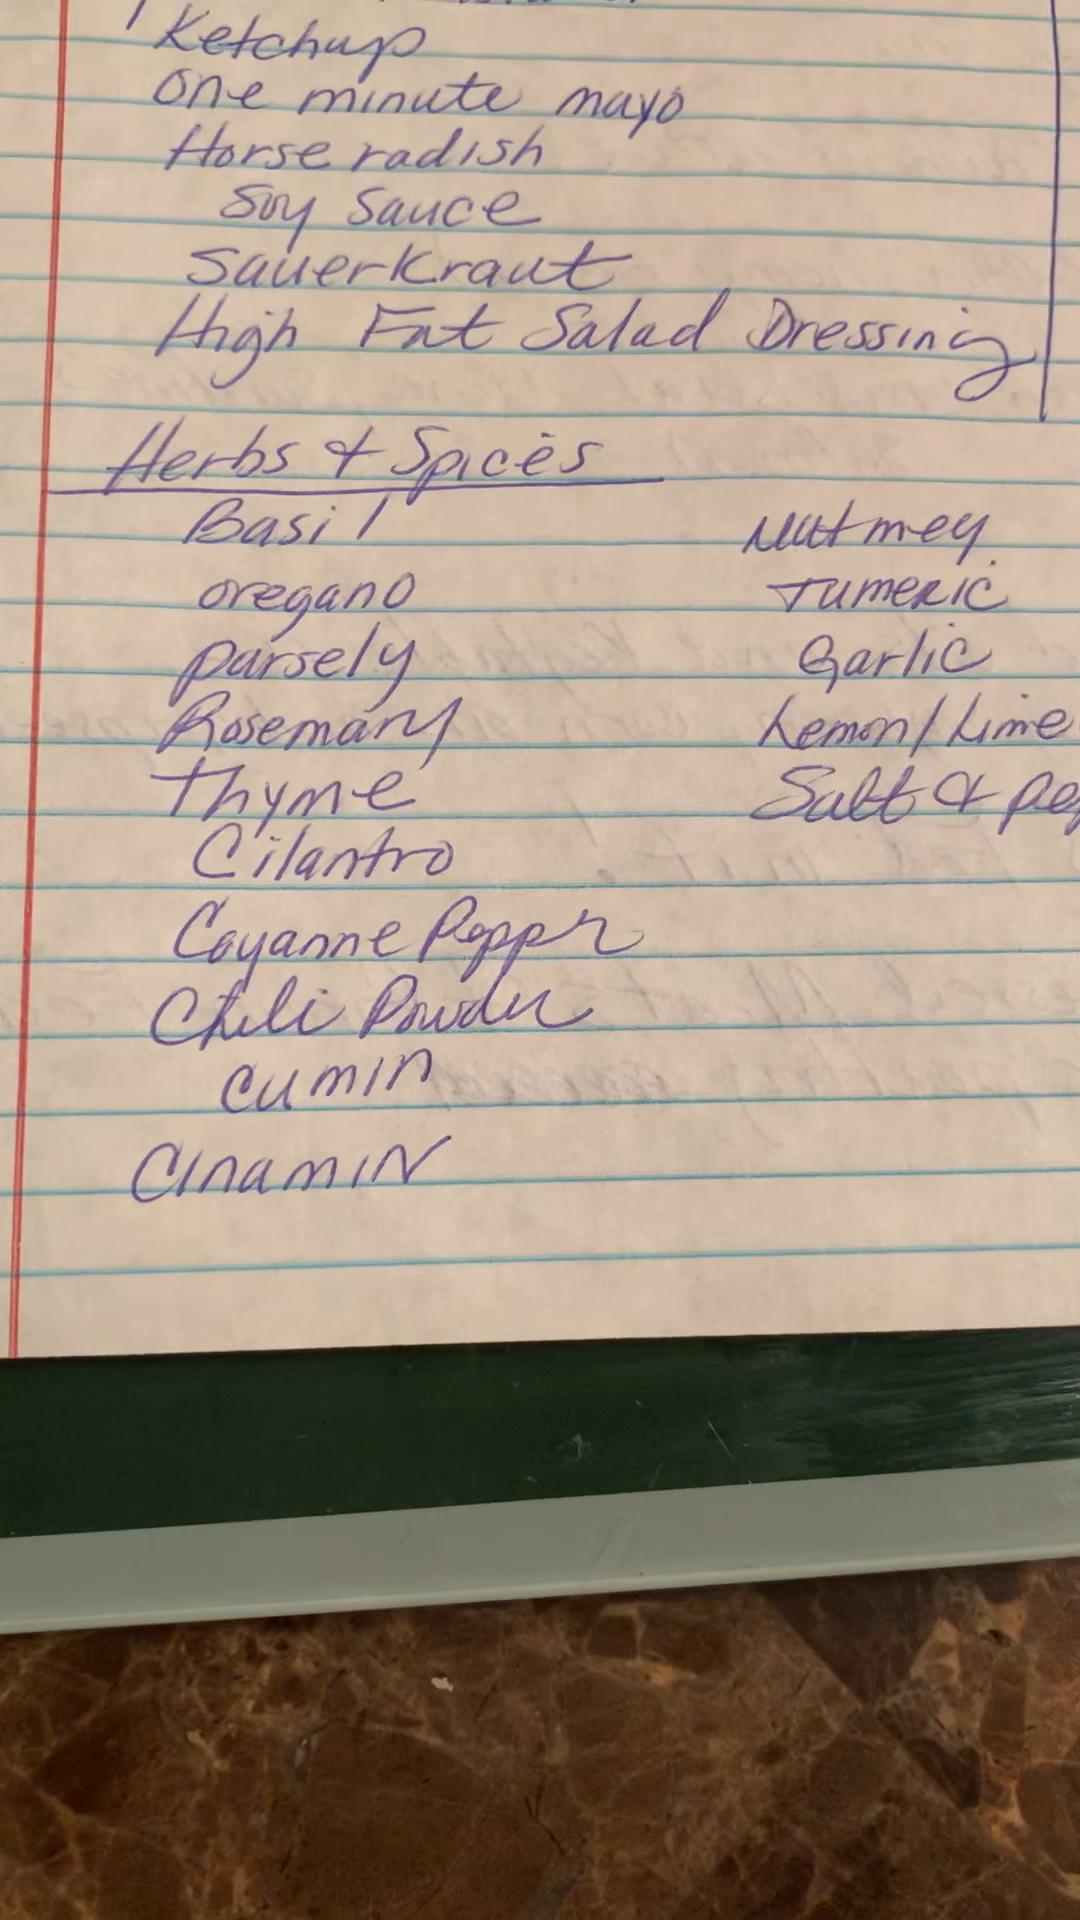 Ketchup
one minute mayo
Horse radish
Soy Sauce
Sauerkraut
High Fat Salad Dressing
Herbs & Spices
Basil
oregano
parsely
Rosemary
Thyme
Cilantro
Cayanne Pepper
Chili Powder
cumin
CinamiN
Nutmeg
Tumeric
Garlic
Lemon/Lime
Salt & pep